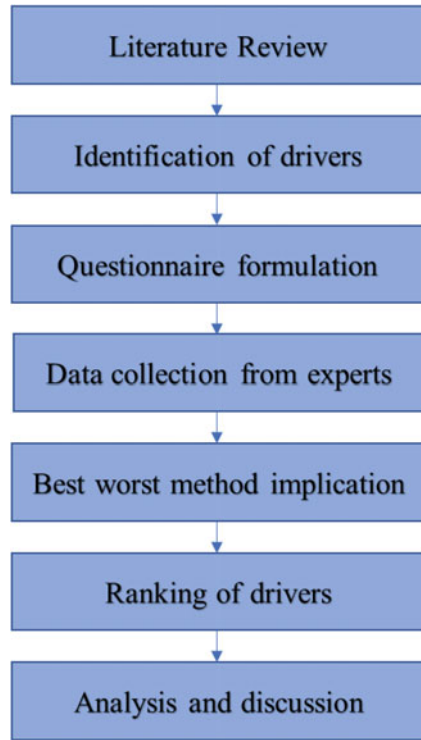 Literature Review
Identification of drivers
Questionnaire formulation
Data collection from experts
Best worst method implication
Ranking of drivers
Analysis and discussion